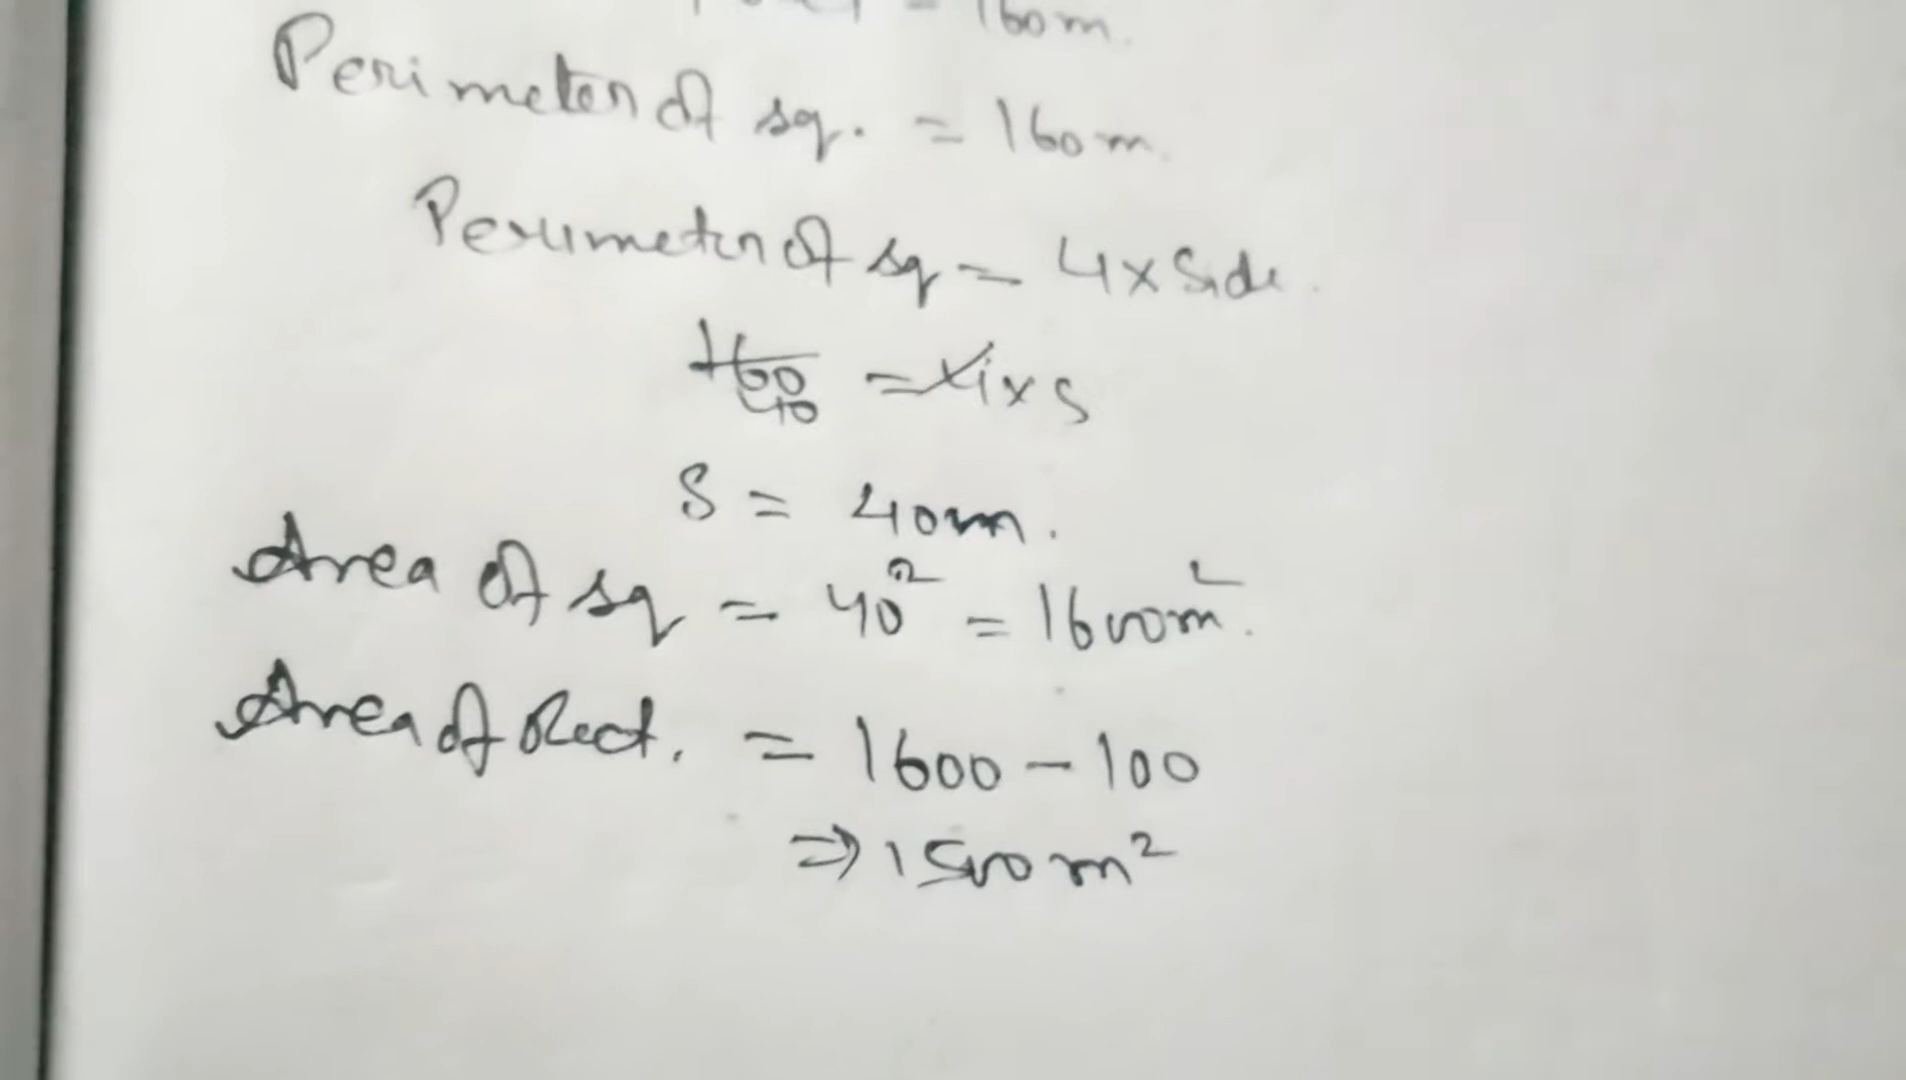 = 160m.
Perimeter of sq. = 160m.
Perimeter of sq = 4 x Side.
160 = 4 x s
40
S = 40m.
Area of sq = 40² = 1600m².
Area of Rect. = 1600 - 100
⇒ 1500 m²